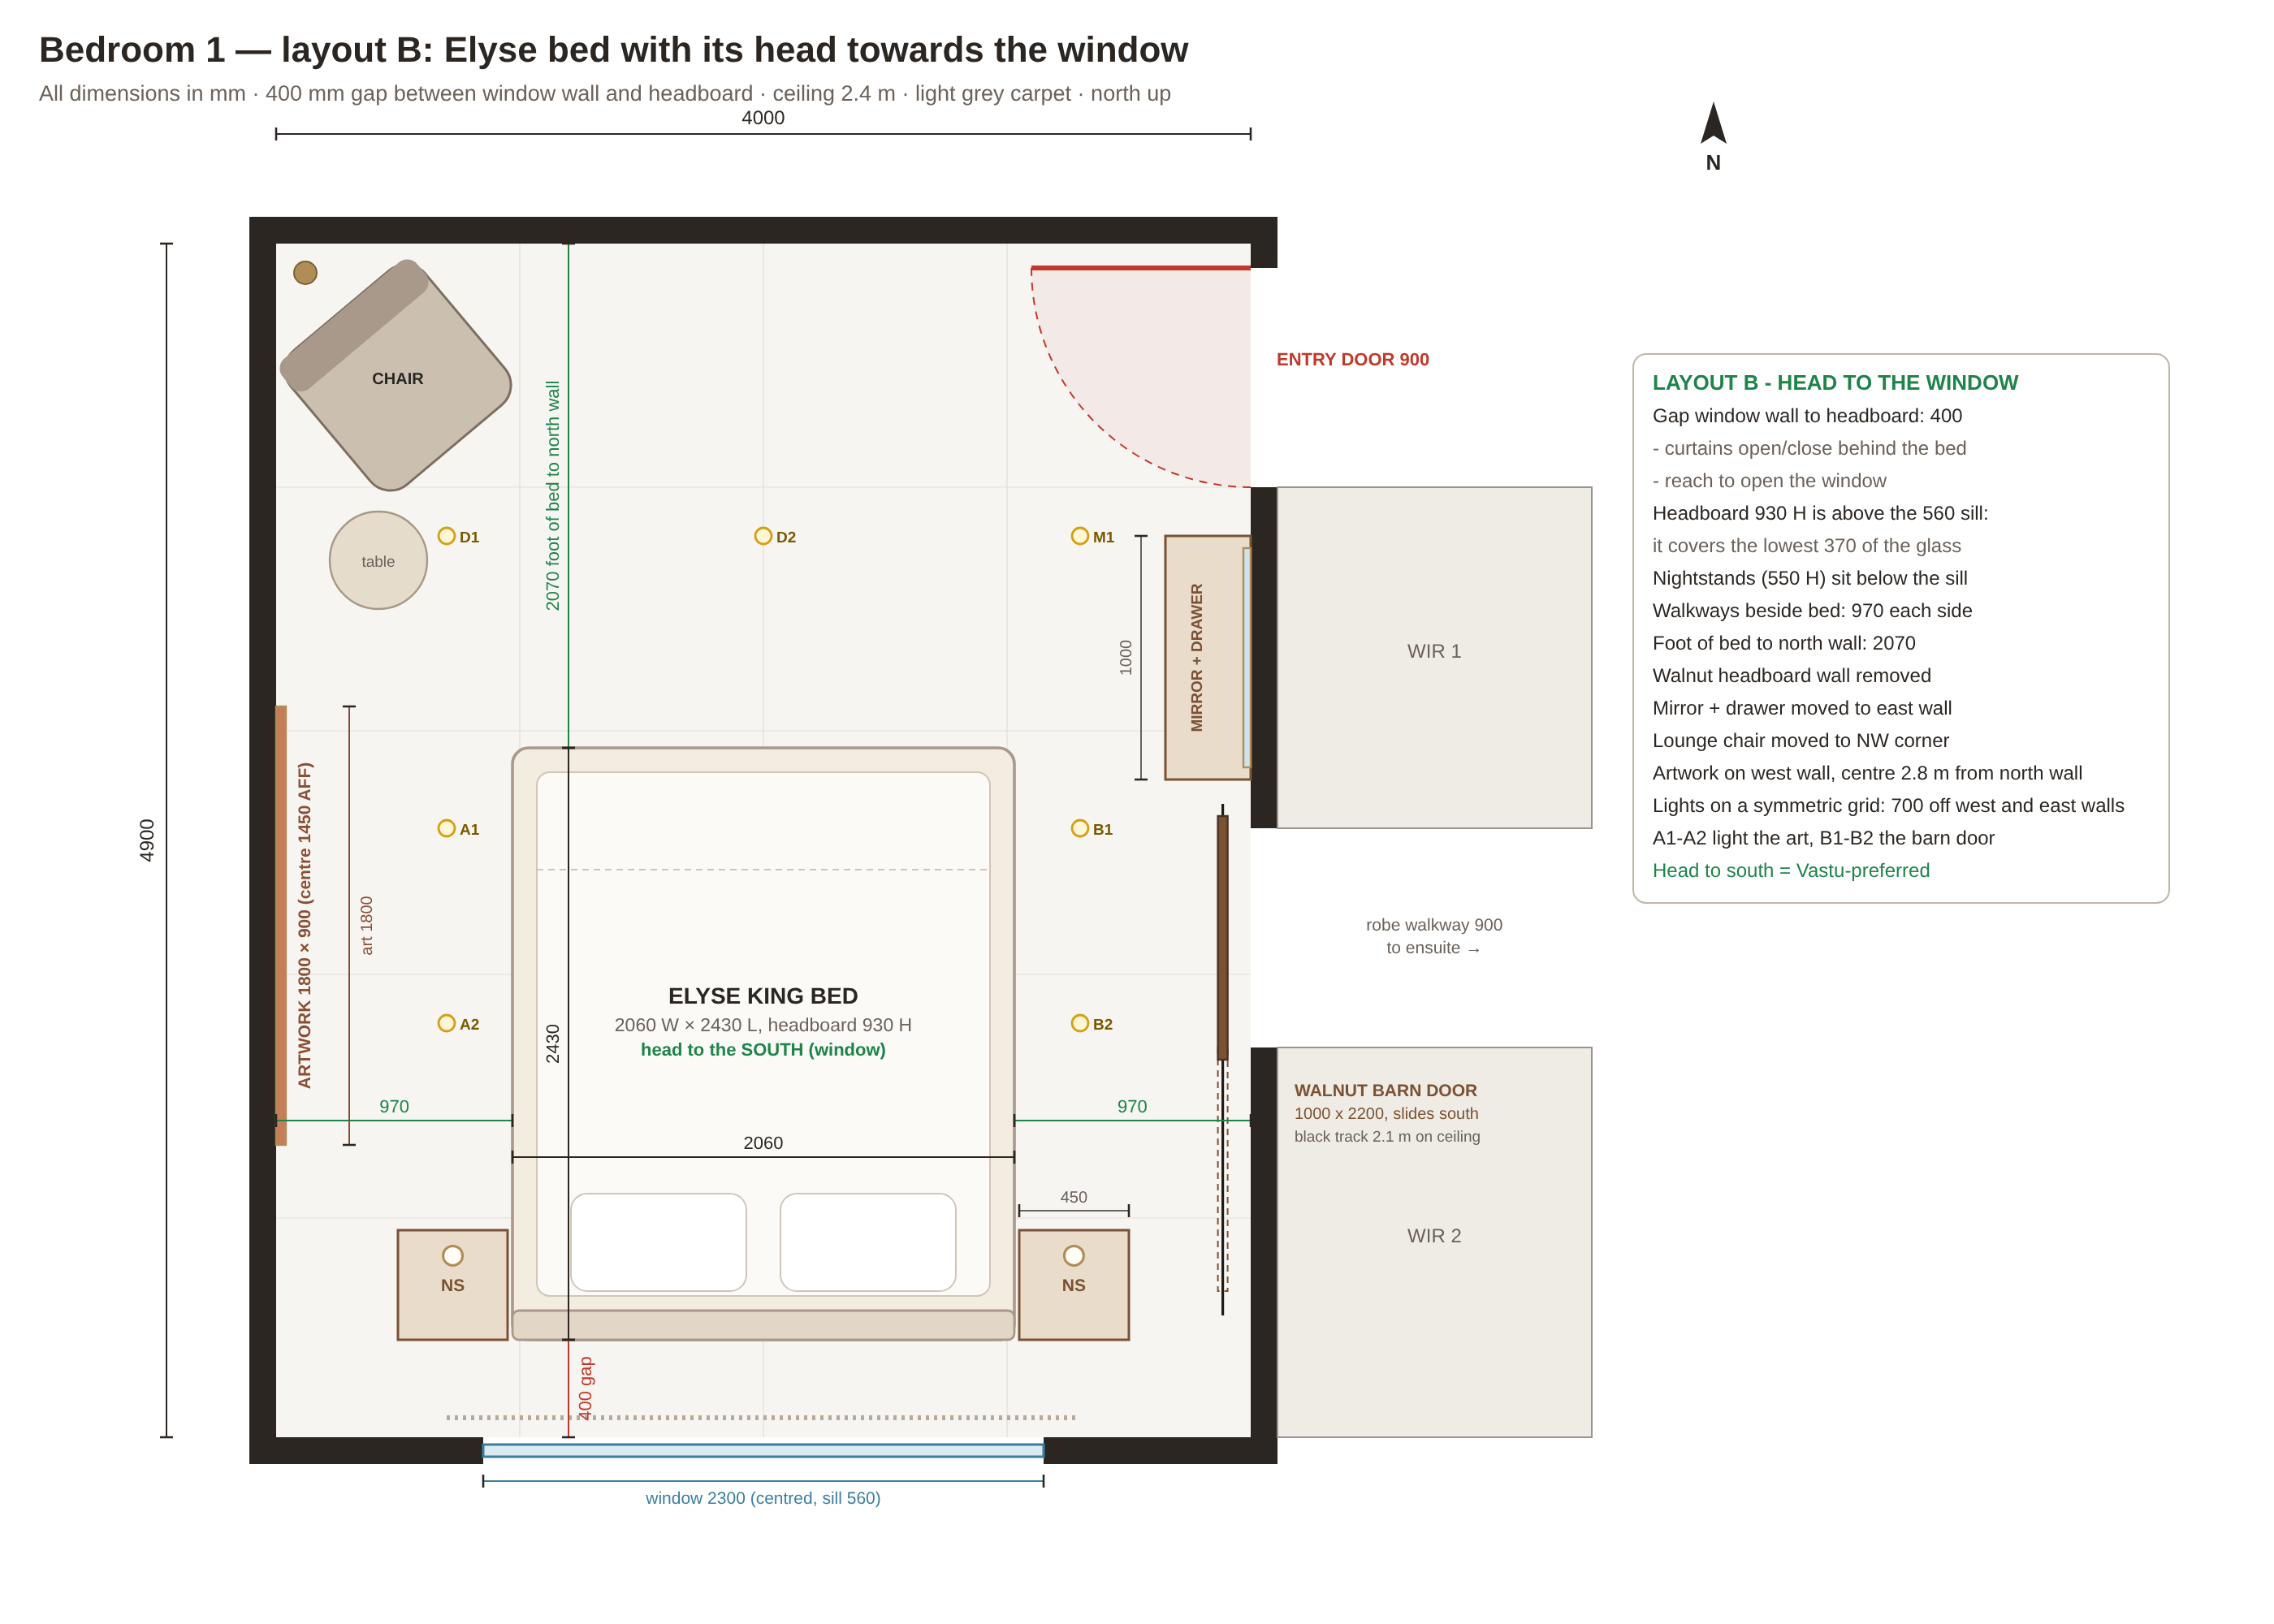 Bedroom 1 — layout B: Elyse bed with its head towards the window
All dimensions in mm · 400 mm gap between window wall and headboard · ceiling 2.4 m · light grey carpet · north up
4000
N
ENTRY DOOR 900
CHAIR
2070 foot of bed to north wall
table
D1
D2
M1
MIRROR + DRAWER
1000
WIR 1
4900
ARTWORK 1800 × 900 (centre 1450 AFF)
art 1800
A1
B1
A2
B2
robe walkway 900
to ensuite →
ELYSE KING BED
2060 W × 2430 L, headboard 930 H
head to the SOUTH (window)
2430
970
970
2060
WALNUT BARN DOOR
1000 x 2200, slides south
black track 2.1 m on ceiling
450
NS
NS
WIR 2
400 gap
window 2300 (centred, sill 560)
LAYOUT B - HEAD TO THE WINDOW
Gap window wall to headboard: 400
- curtains open/close behind the bed
- reach to open the window
Headboard 930 H is above the 560 sill:
it covers the lowest 370 of the glass
Nightstands (550 H) sit below the sill
Walkways beside bed: 970 each side
Foot of bed to north wall: 2070
Walnut headboard wall removed
Mirror + drawer moved to east wall
Lounge chair moved to NW corner
Artwork on west wall, centre 2.8 m from north wall
Lights on a symmetric grid: 700 off west and east walls
A1-A2 light the art, B1-B2 the barn door
Head to south = Vastu-preferred